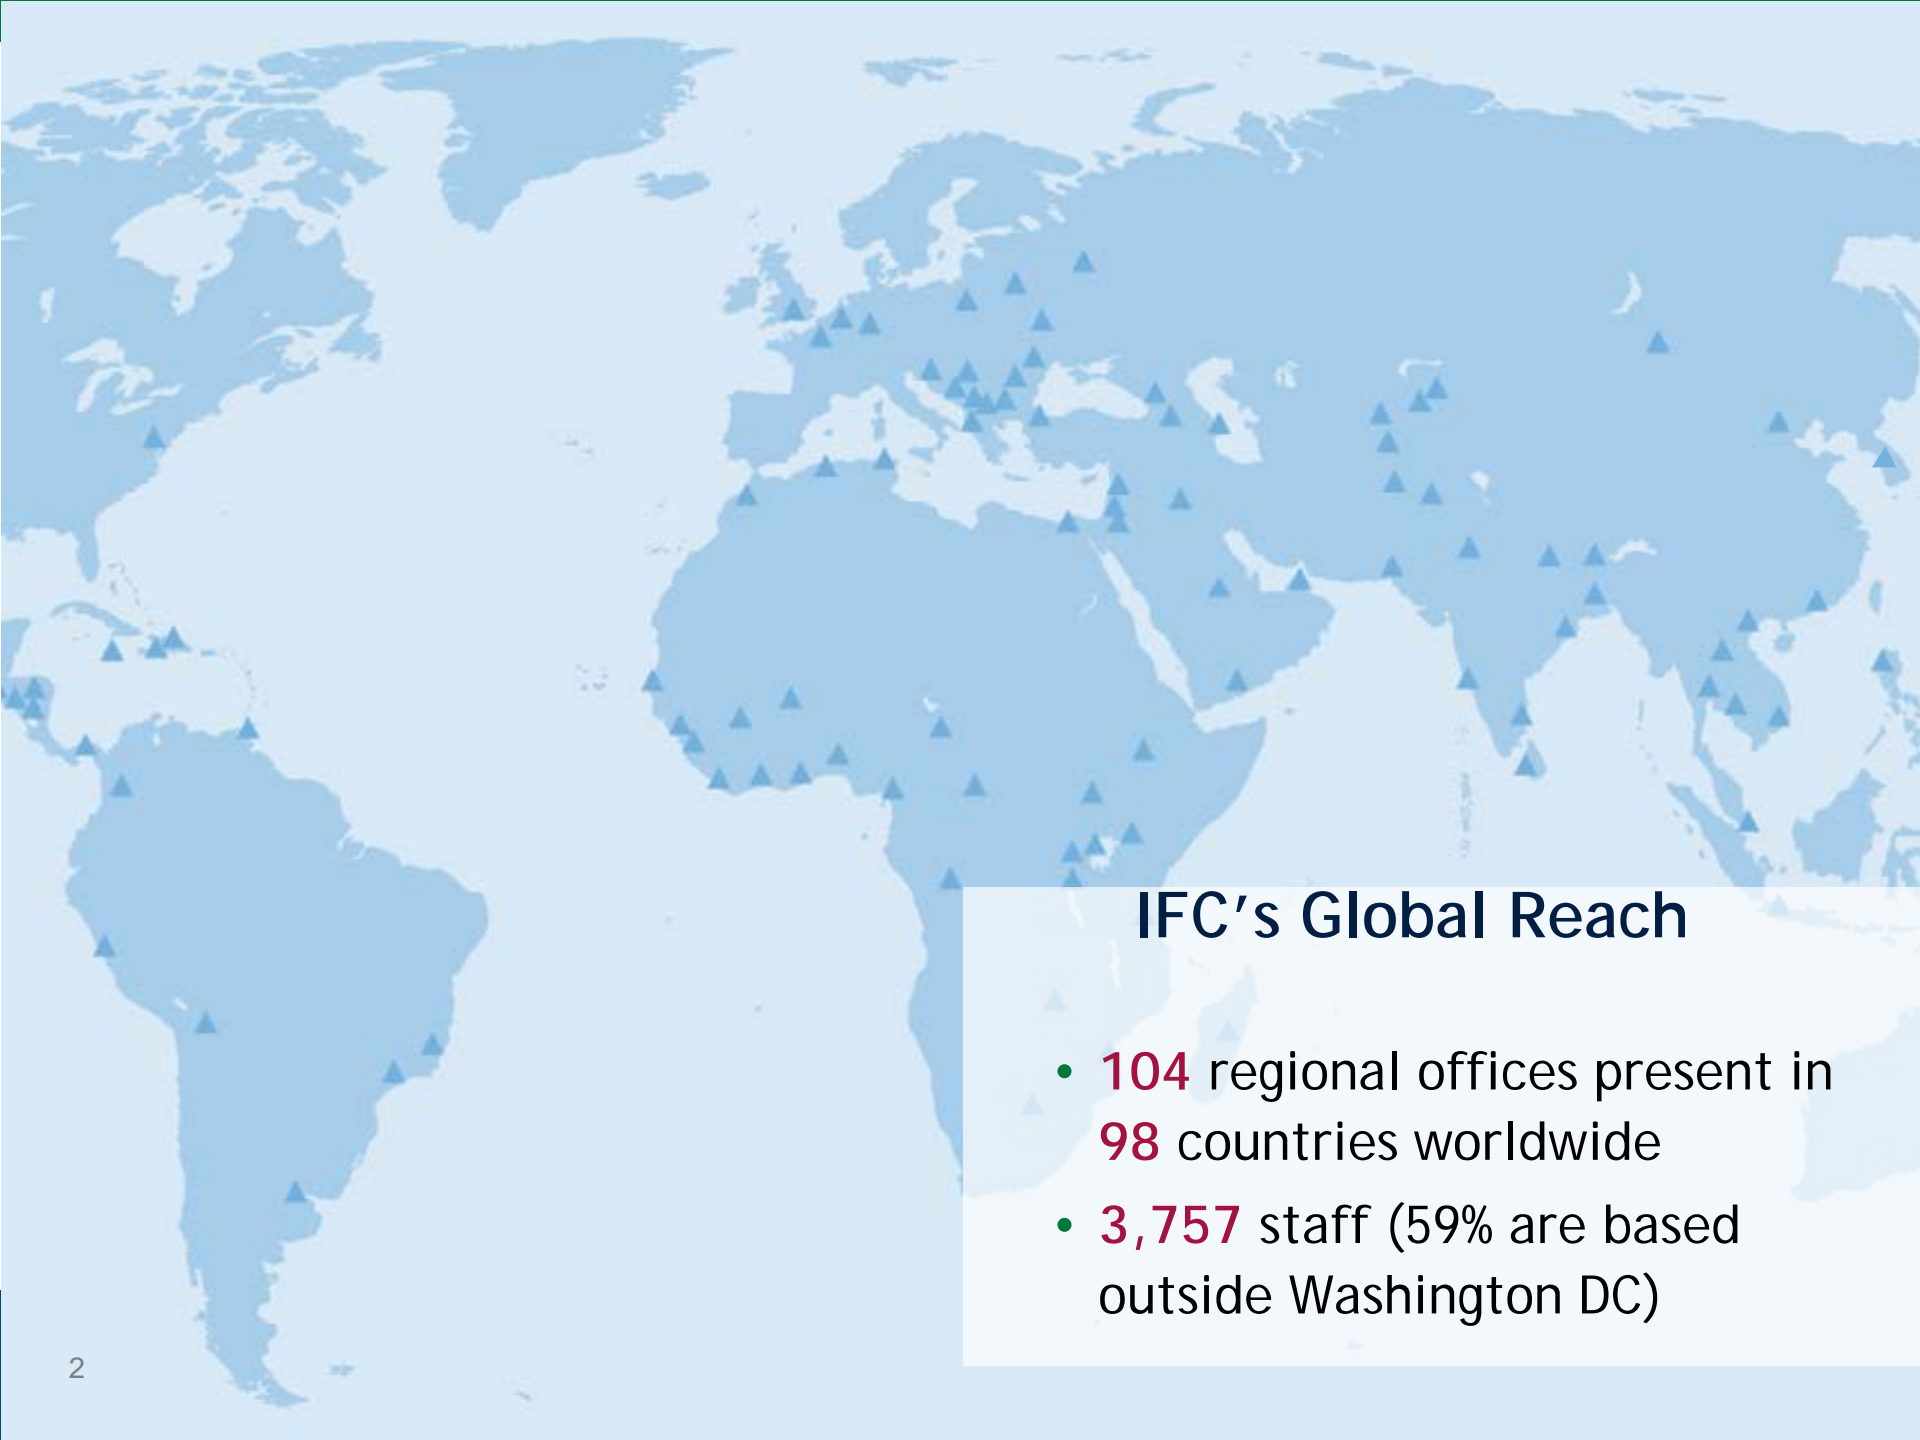 IFC’s Global Reach
• 104 regional offices present in
98 countries worldwide
• 3,757 staff (59% are based
outside Washington DC)
2